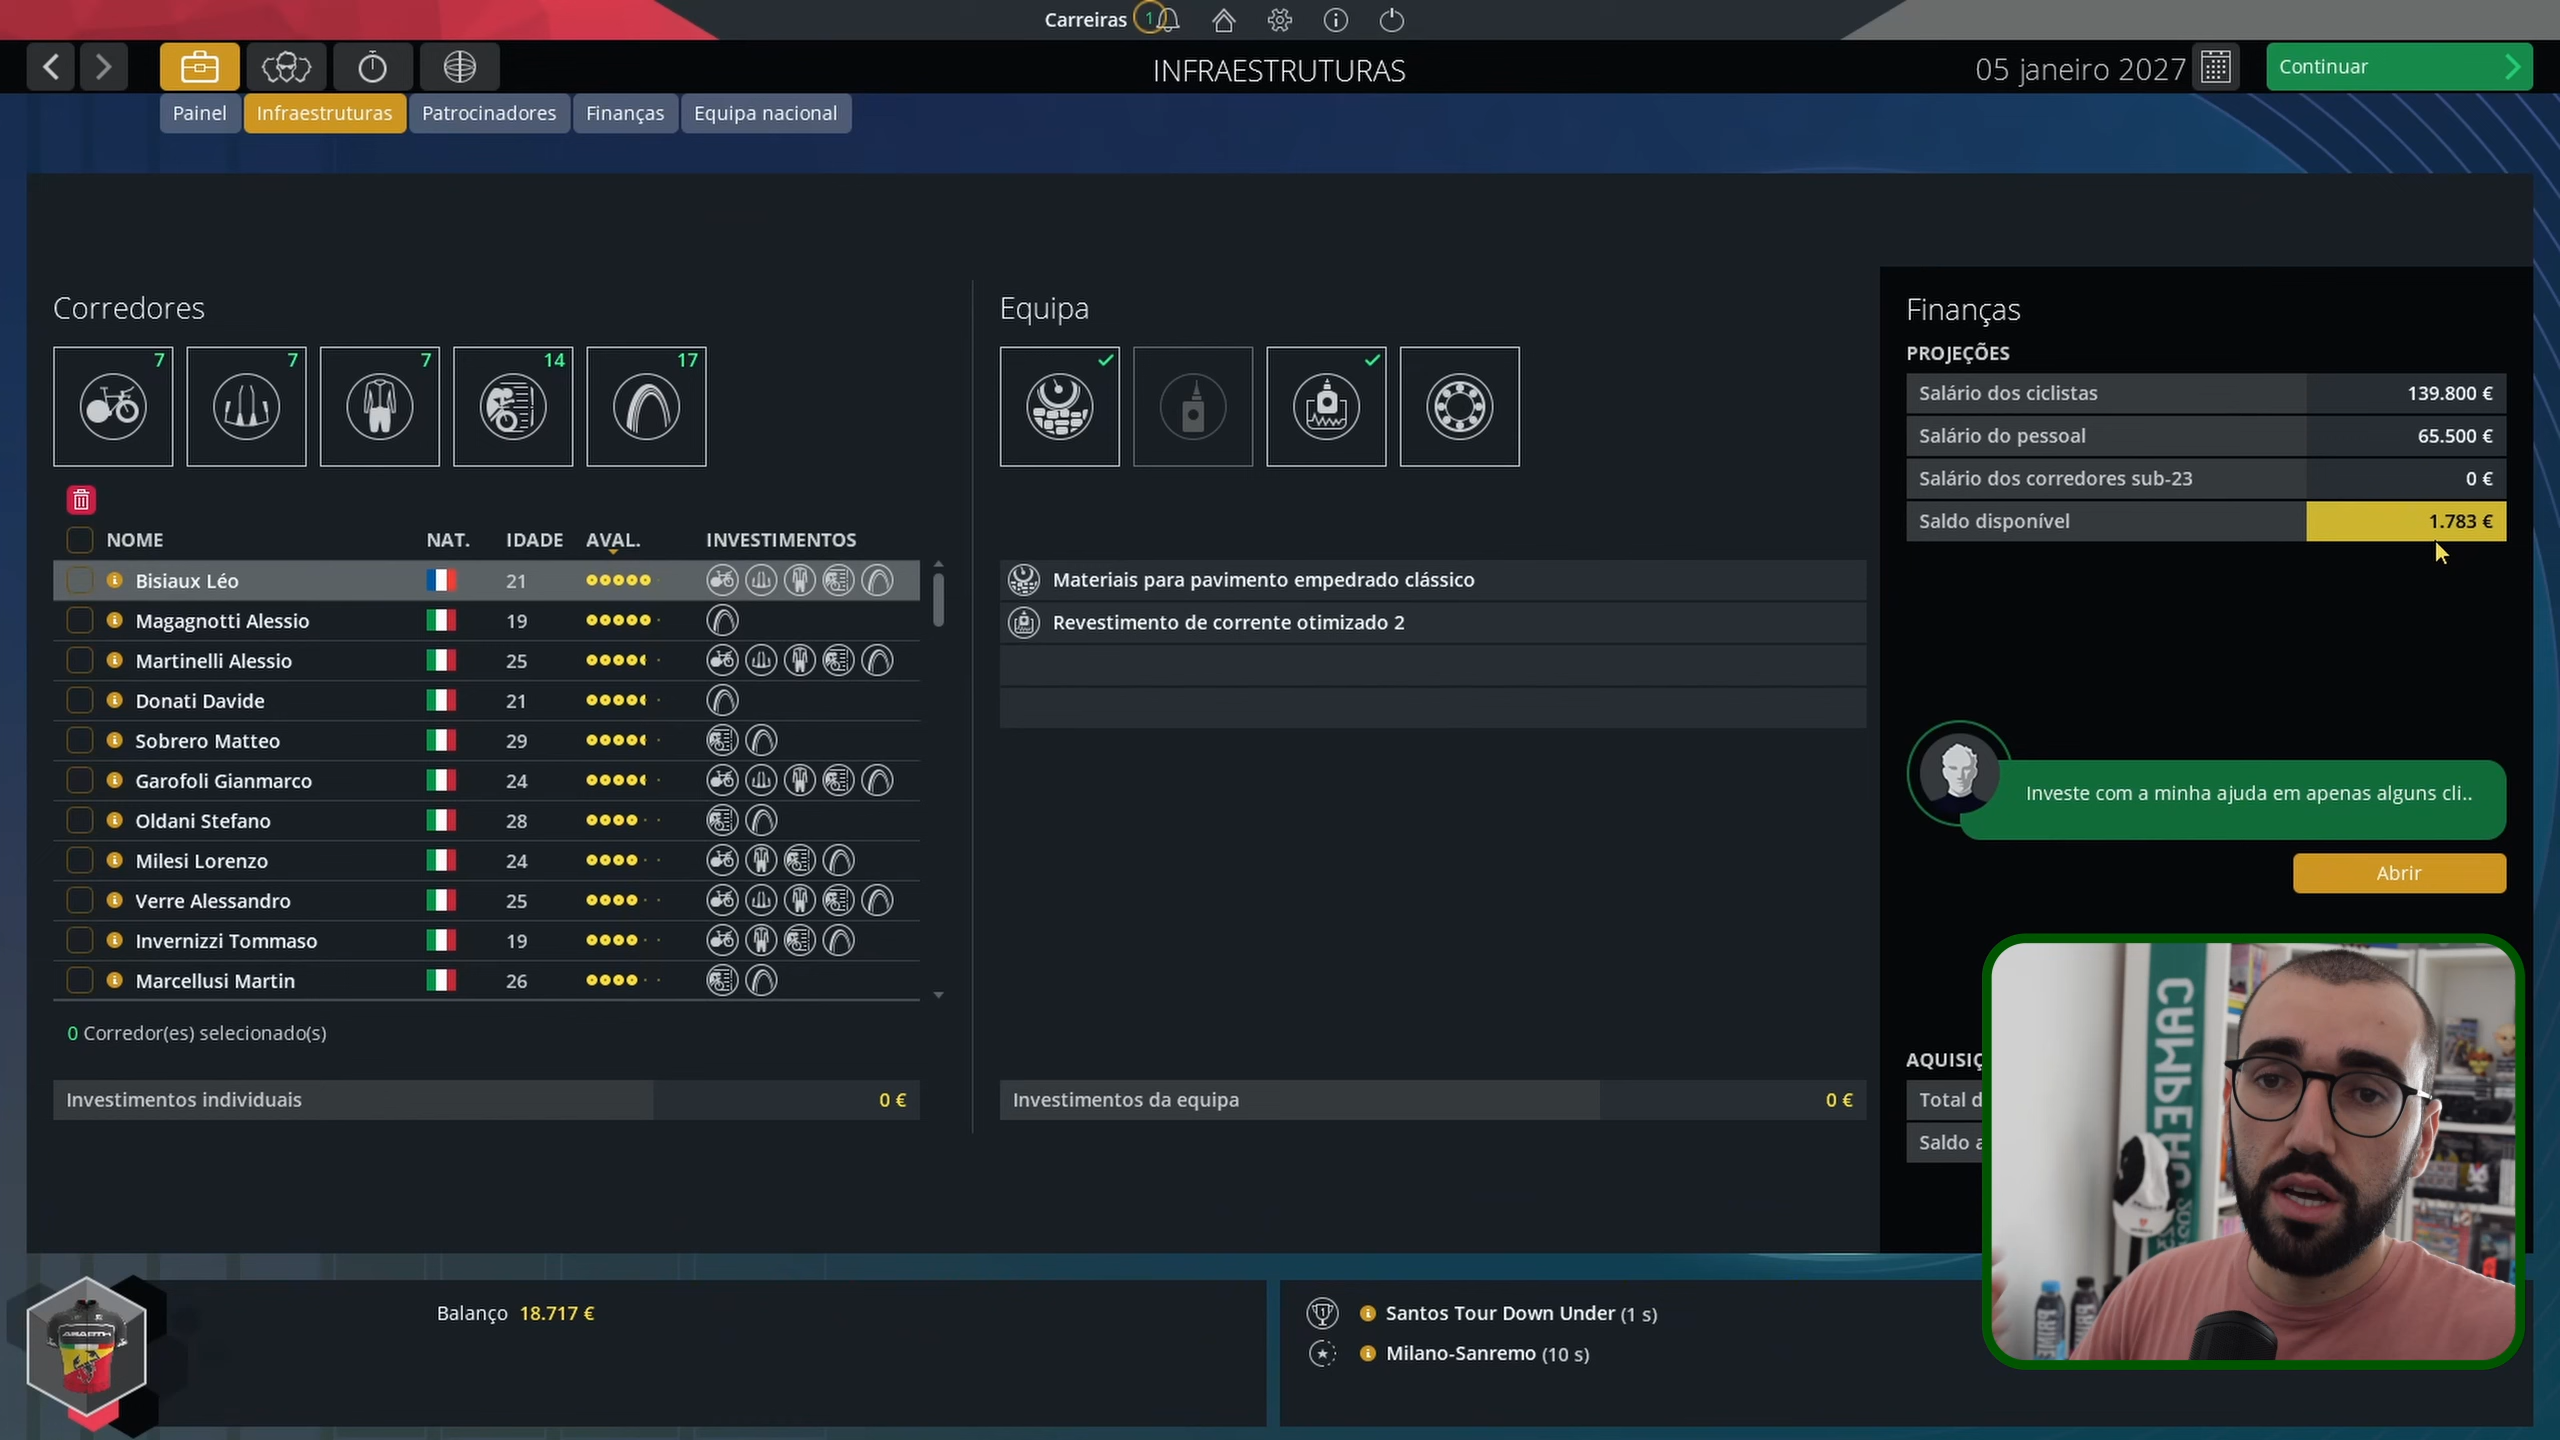 Carreiras 1
INFRAESTRUTURAS
05 janeiro 2027
Continuar
Painel
Infraestruturas
Patrocinadores
Finanças
Equipa nacional
Corredores
7
7
7
14
17
NOME NAT. IDADE AVAL. INVESTIMENTOS
Bisiaux Léo 21
Magagnotti Alessio 19
Martinelli Alessio 25
Donati Davide 21
Sobrero Matteo 29
Garofoli Gianmarco 24
Oldani Stefano 28
Milesi Lorenzo 24
Verre Alessandro 25
Invernizzi Tommaso 19
Marcellusi Martin 26
0 Corredor(es) selecionado(s)
Investimentos individuais 0 €
Equipa
Materiais para pavimento empedrado clássico
Revestimento de corrente otimizado 2
Investimentos da equipa 0 €
Finanças
PROJEÇÕES
Salário dos ciclistas 139.800 €
Salário do pessoal 65.500 €
Salário dos corredores sub-23 0 €
Saldo disponível 1.783 €
Investe com a minha ajuda em apenas alguns cli..
Abrir
AQUISIÇ
Total d
Saldo a
CAMPEÃO
ABARTH
Balanço 18.717 €
Santos Tour Down Under (1 s)
Milano-Sanremo (10 s)